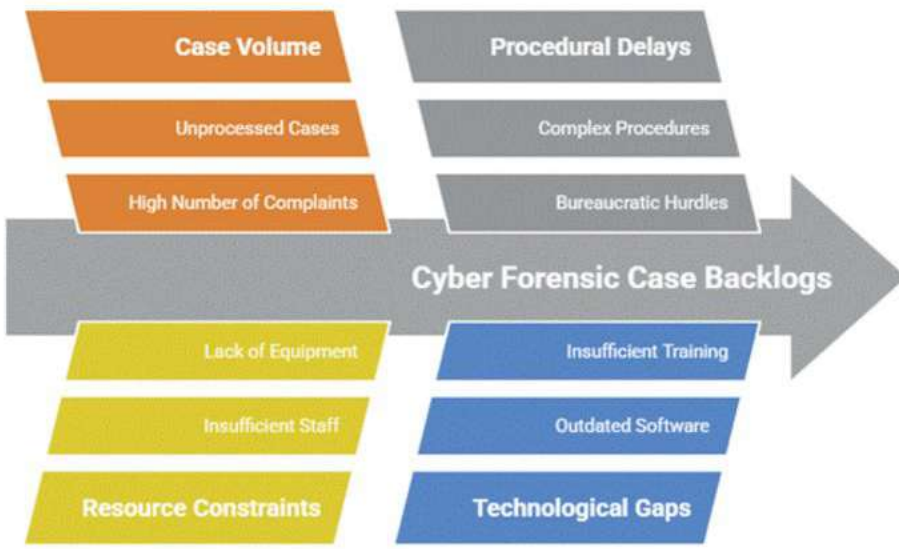 Case Volume
Unprocessed Cases
High Number of Complaints
Procedural Delays
Complex Procedures
Bureaucratic Hurdles
Cyber Forensic Case Backlogs
Lack of Equipment
Insufficient Staff
Resource Constraints
Insufficient Training
Outdated Software
Technological Gaps